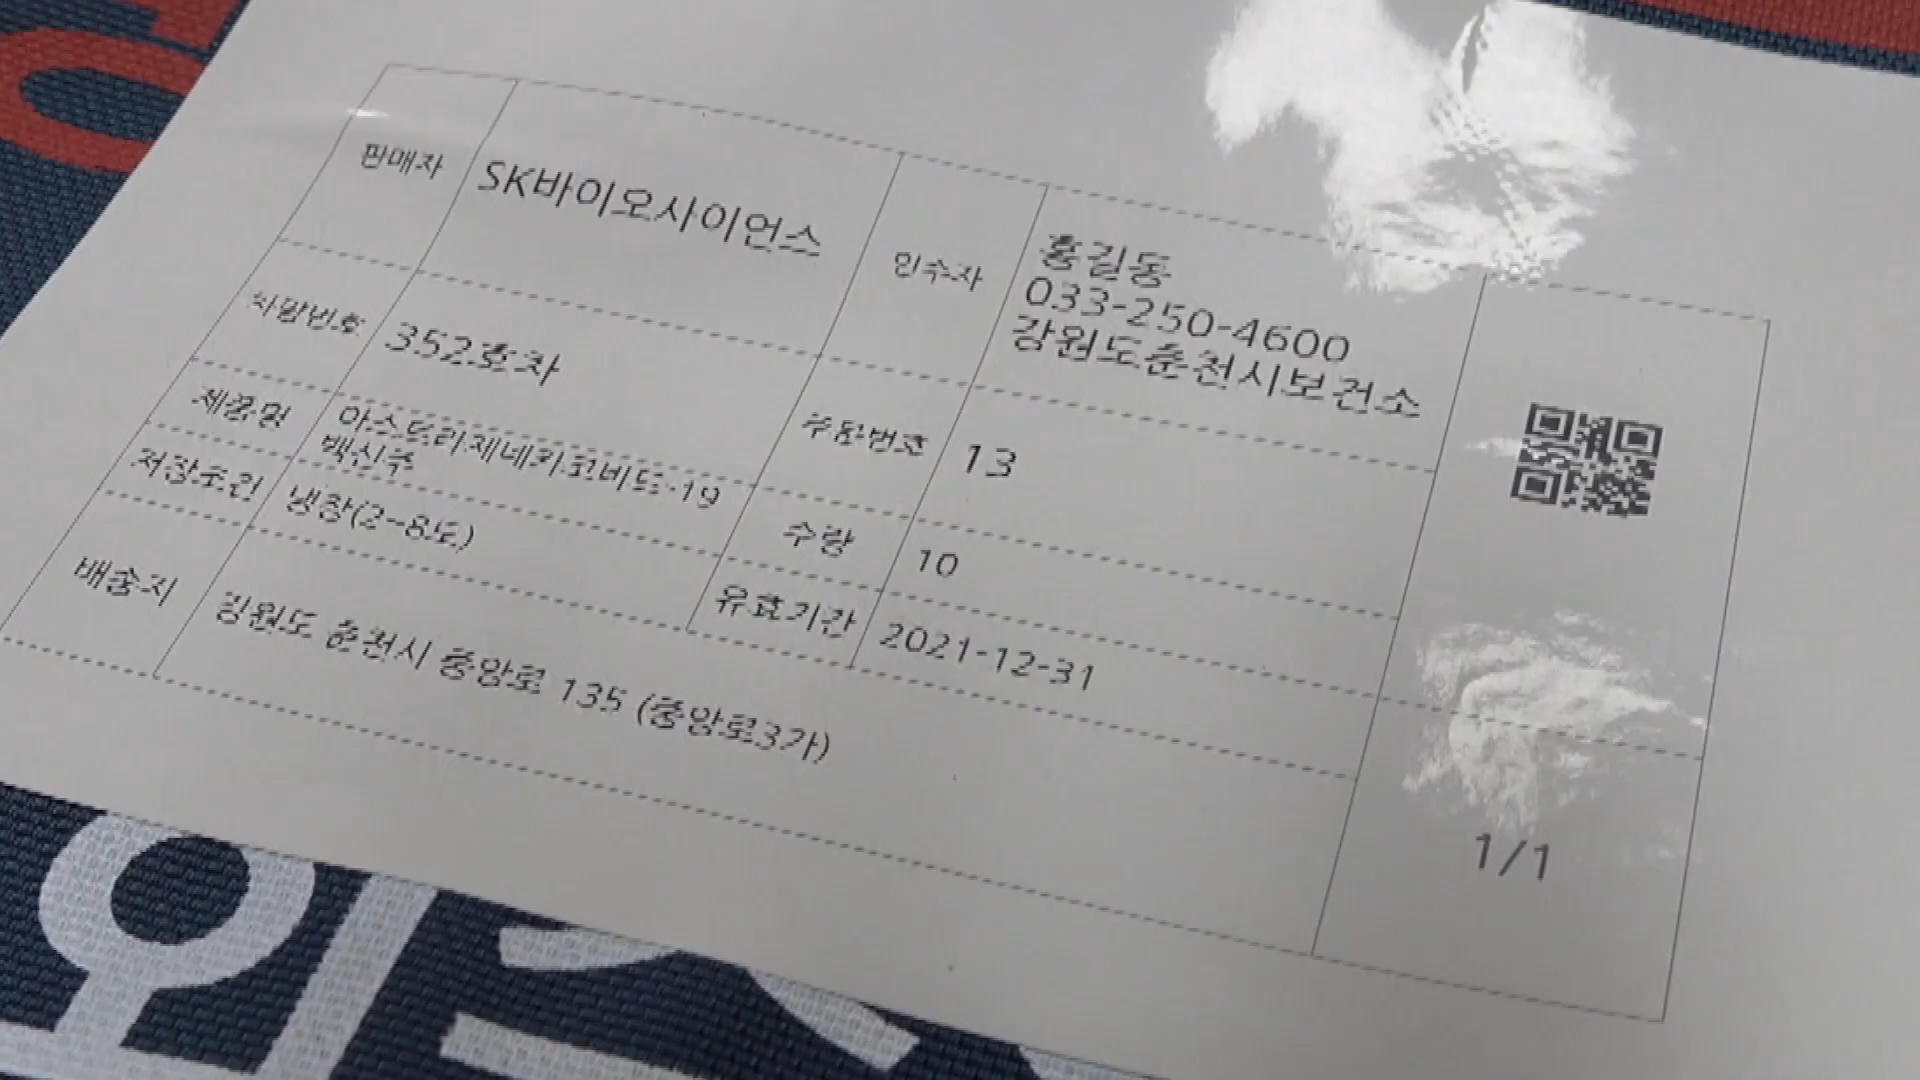 판매자
SK바이오사이언스
인수자
홍길동
033-250-4600
강원도춘천시보건소
차량번호
352호차
수요번호
13
제품명
아스트라제네카코비드-19
백신주
수량
10
저장조건
냉장(2~8도)
유효기간
2021-12-31
배송지
강원도 춘천시 중앙로 135 (중앙로3가)
1/1